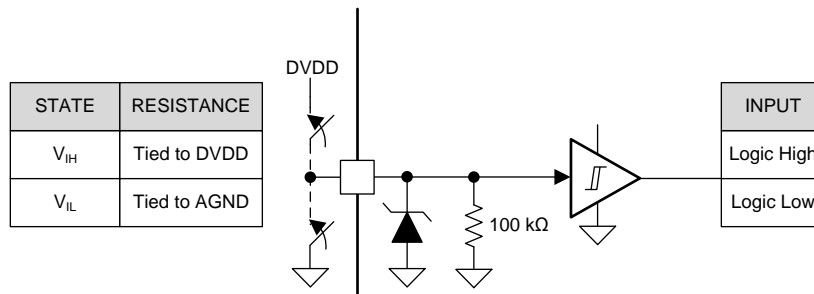 DVDD
STATE RESISTANCE
V_IH Tied to DVDD
V_IL Tied to AGND
100 kΩ
INPUT
Logic High
Logic Low